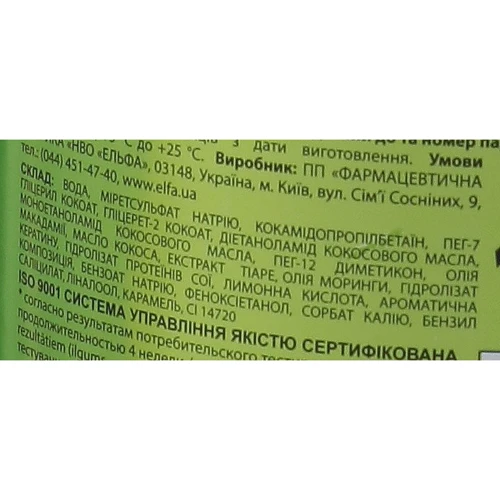 з дати виготовлення. Умови
°С до +25 °С. Виробник: ПП «ФАРМАЦЕВТИЧНА
«НВО «ЕЛЬФА», 03148, Україна, м. Київ, вул. Сім'ї Сосніних, 9,
тел.: (044) 451-47-40, www.elfa.ua
СКЛАД: ВОДА, МІРЕТСУЛЬФАТ НАТРІЮ, КОКАМІДОПРОПІЛБЕТАЇН, ПЕГ-7
ГЛІЦЕРИЛ КОКОАТ, ГЛІЦЕРЕТ-2 КОКОАТ, ДІЕТАНОЛАМІД КОКОСОВОГО МАСЛА,
МОНОЕТАНОЛАМІД КОКОСОВОГО МАСЛА, ПЕГ-12 ДИМЕТИКОН, ОЛІЯ
МАКАДАМІЇ, МАСЛО КОКОСА, ЕКСТРАКТ ТІАРЕ, ОЛІЯ МОРИНГИ, ГІДРОЛІЗАТ
КЕРАТИНУ, ГІДРОЛІЗАТ ПРОТЕЇНІВ СОЇ, ЛИМОННА КИСЛОТА, АРОМАТИЧНА
КОМПОЗИЦІЯ, БЕНЗОАТ НАТРІЮ, ФЕНОКСІЕТАНОЛ, СОРБАТ КАЛІЮ, БЕНЗИЛ
САЛІЦИЛАТ, ЛІНАЛООЛ, КАРАМЕЛЬ, СІ 14720
ISO 9001 СИСТЕМА УПРАВЛІННЯ ЯКІСТЮ СЕРТИФІКОВАНА
* согласно результатам потребительского
продолжительностью 4 недели
rezultātiem (ilgums